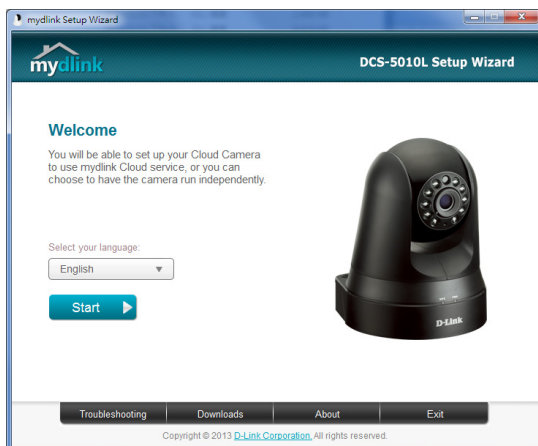 mydlink Setup Wizard
mydlink
DCS-5010L Setup Wizard
Welcome
You will be able to set up your Cloud Camera
to use mydlink Cloud service, or you can
choose to have the camera run independently.
Select your language:
English
Start
D-Link
Troubleshooting Downloads About Exit
Copyright © 2013 D-Link Corporation, All rights reserved.